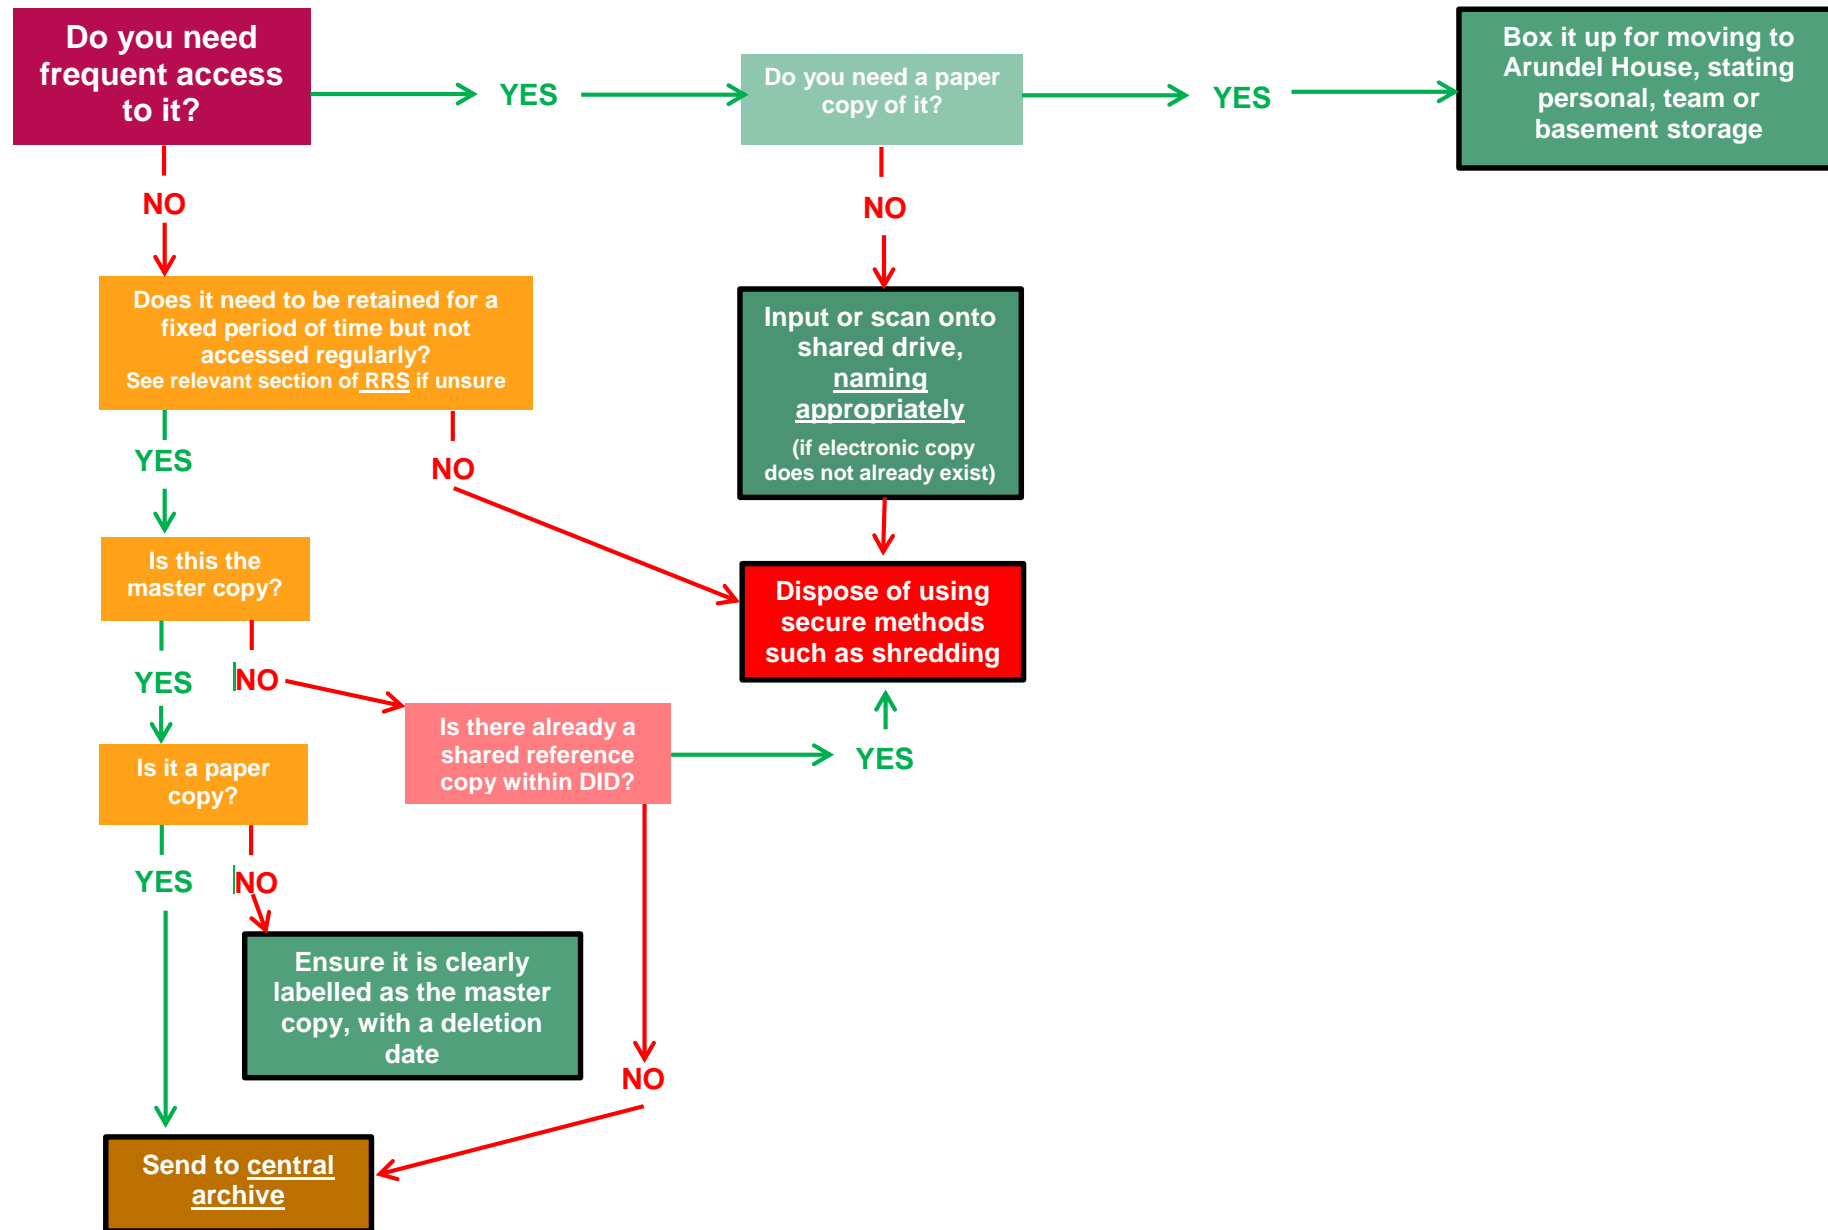 Do you need
frequent access
to it?
YES
Do you need a paper
copy of it?
YES
Box it up for moving to
Arundel House, stating
personal, team or
basement storage
NO
NO
Does it need to be retained for a
fixed period of time but not
accessed regularly?
See relevant section of RRS if unsure
Input or scan onto
shared drive,
naming
appropriately
(if electronic copy
does not already exist)
YES
NO
Is this the
master copy?
Dispose of using
secure methods
such as shredding
YES
NO
Is there already a
shared reference
copy within DID?
YES
Is it a paper
copy?
YES
NO
Ensure it is clearly
labelled as the master
copy, with a deletion
date
NO
Send to central
archive